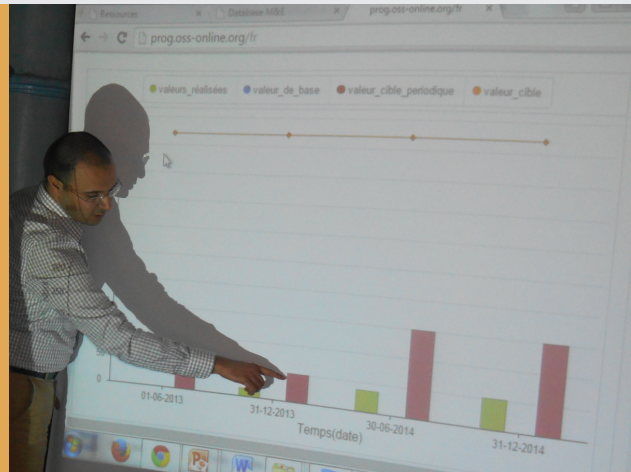 Ressources
Database M&E
prog.oss-online.org/fr
prog.oss-online.org/fr
valeurs_réalisées
valeur_de_base
valeur_cible_periodique
valeur_cible
0
01-06-2013
31-12-2013
30-06-2014
31-12-2014
Temps(date)